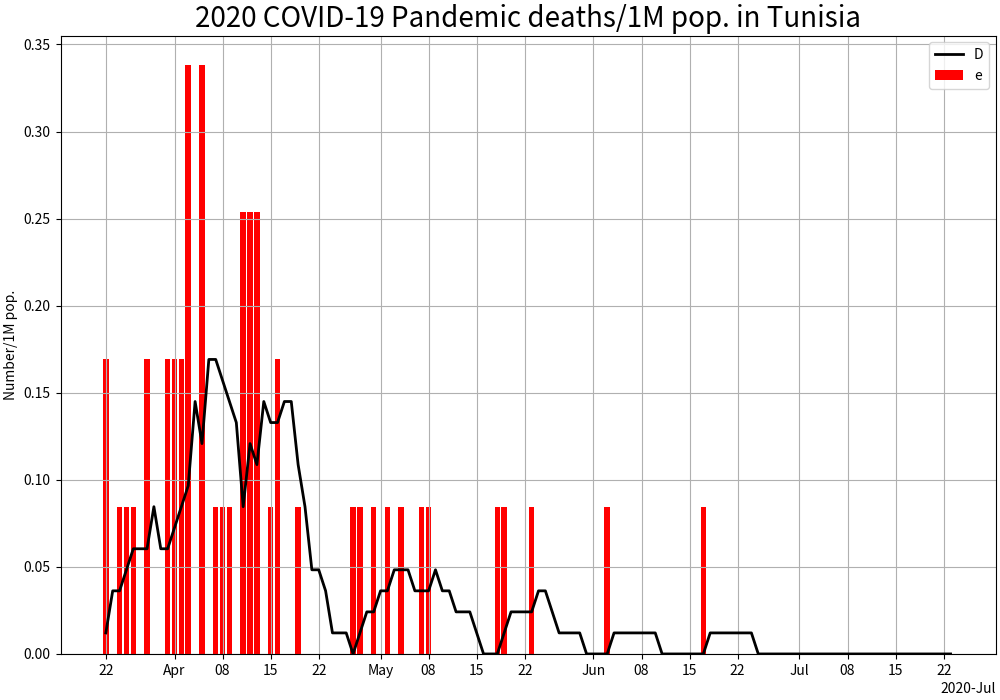 2020 COVID-19 Pandemic deaths/1M pop. in Tunisia
D
e
Number/1M pop.
0.35
0.30
0.25
0.20
0.15
0.10
0.05
0.00
22 Apr 08 15 22 May 08 15 22 Jun 08 15 22 Jul 08 15 22
2020-Jul